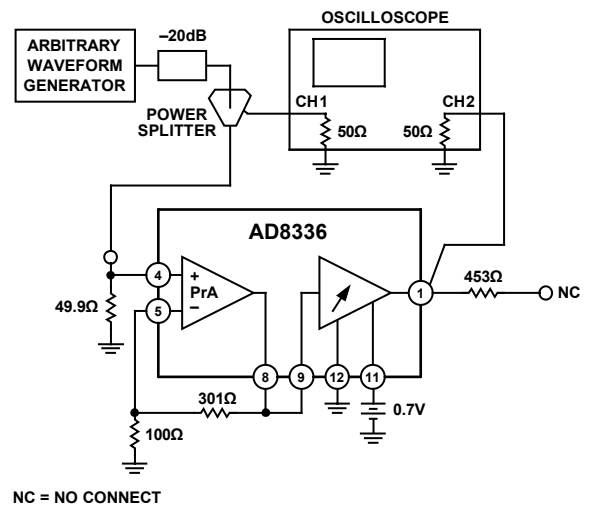 OSCILLOSCOPE
ARBITRARY
WAVEFORM
GENERATOR
–20dB
POWER
SPLITTER
CH1
CH2
50Ω
50Ω
AD8336
4
+
PrA
5
–
49.9Ω
1
453Ω
NC
8
9
12
11
301Ω
100Ω
0.7V
NC = NO CONNECT